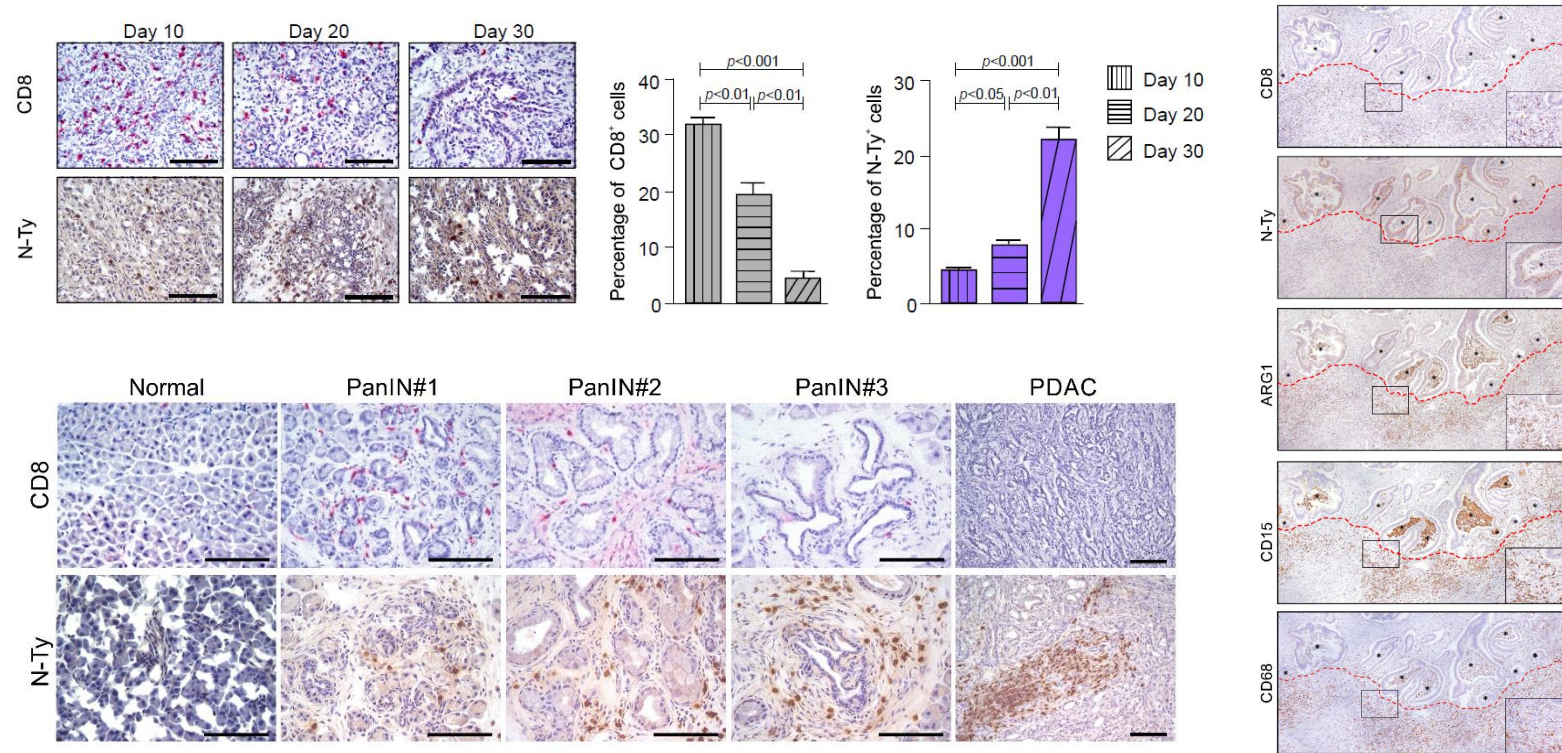 Day 10 Day 20 Day 30
CD8
N-Ty
Percentage of CD8⁺ cells
40
30
20
10
0
p<0.001
p<0.01 p<0.01
Percentage of N-Ty⁺ cells
30
20
10
0
p<0.001
p<0.05 p<0.01
Day 10
Day 20
Day 30
Normal PanIN#1 PanIN#2 PanIN#3 PDAC
CD8
N-Ty
CD8
N-Ty
ARG1
CD15
CD68